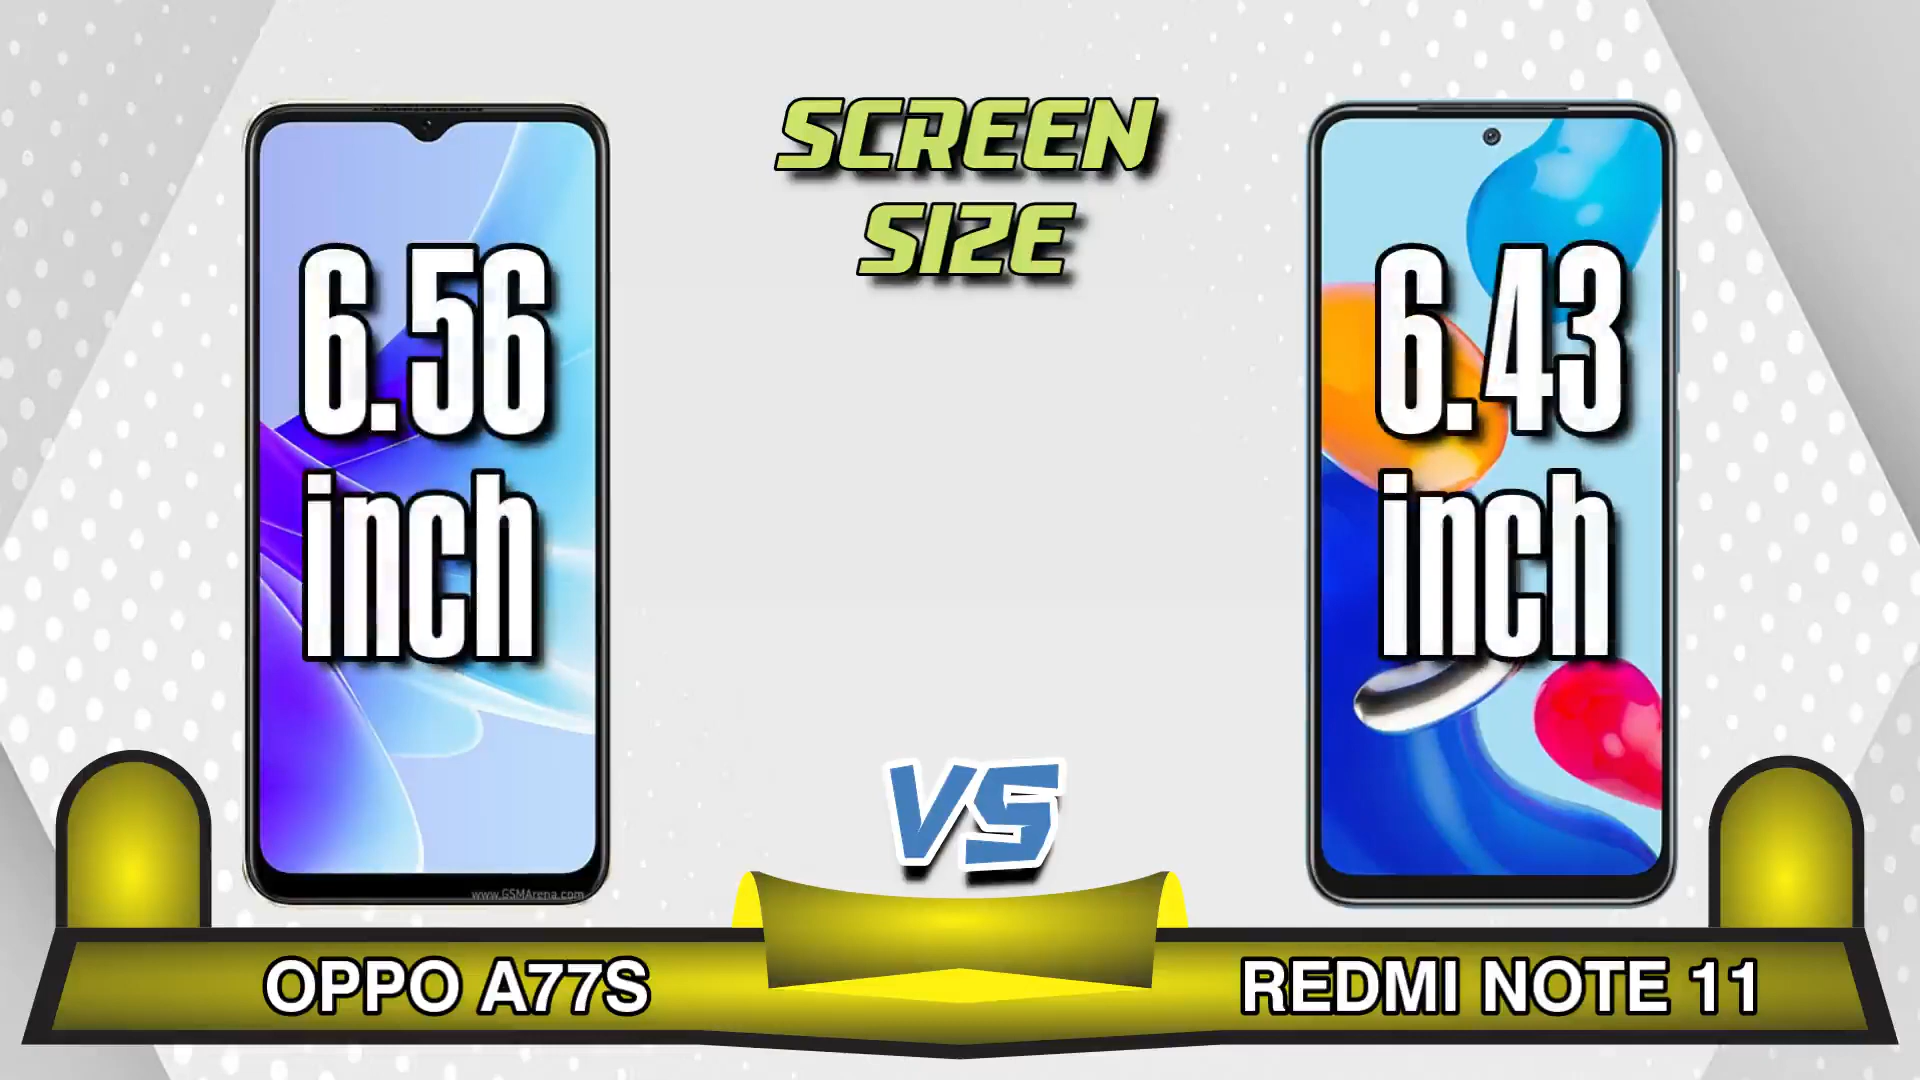 SCREEN
SIZE
6.56
inch
6.43
inch
VS
www.GSMArena.com
OPPO A77S
REDMI NOTE 11